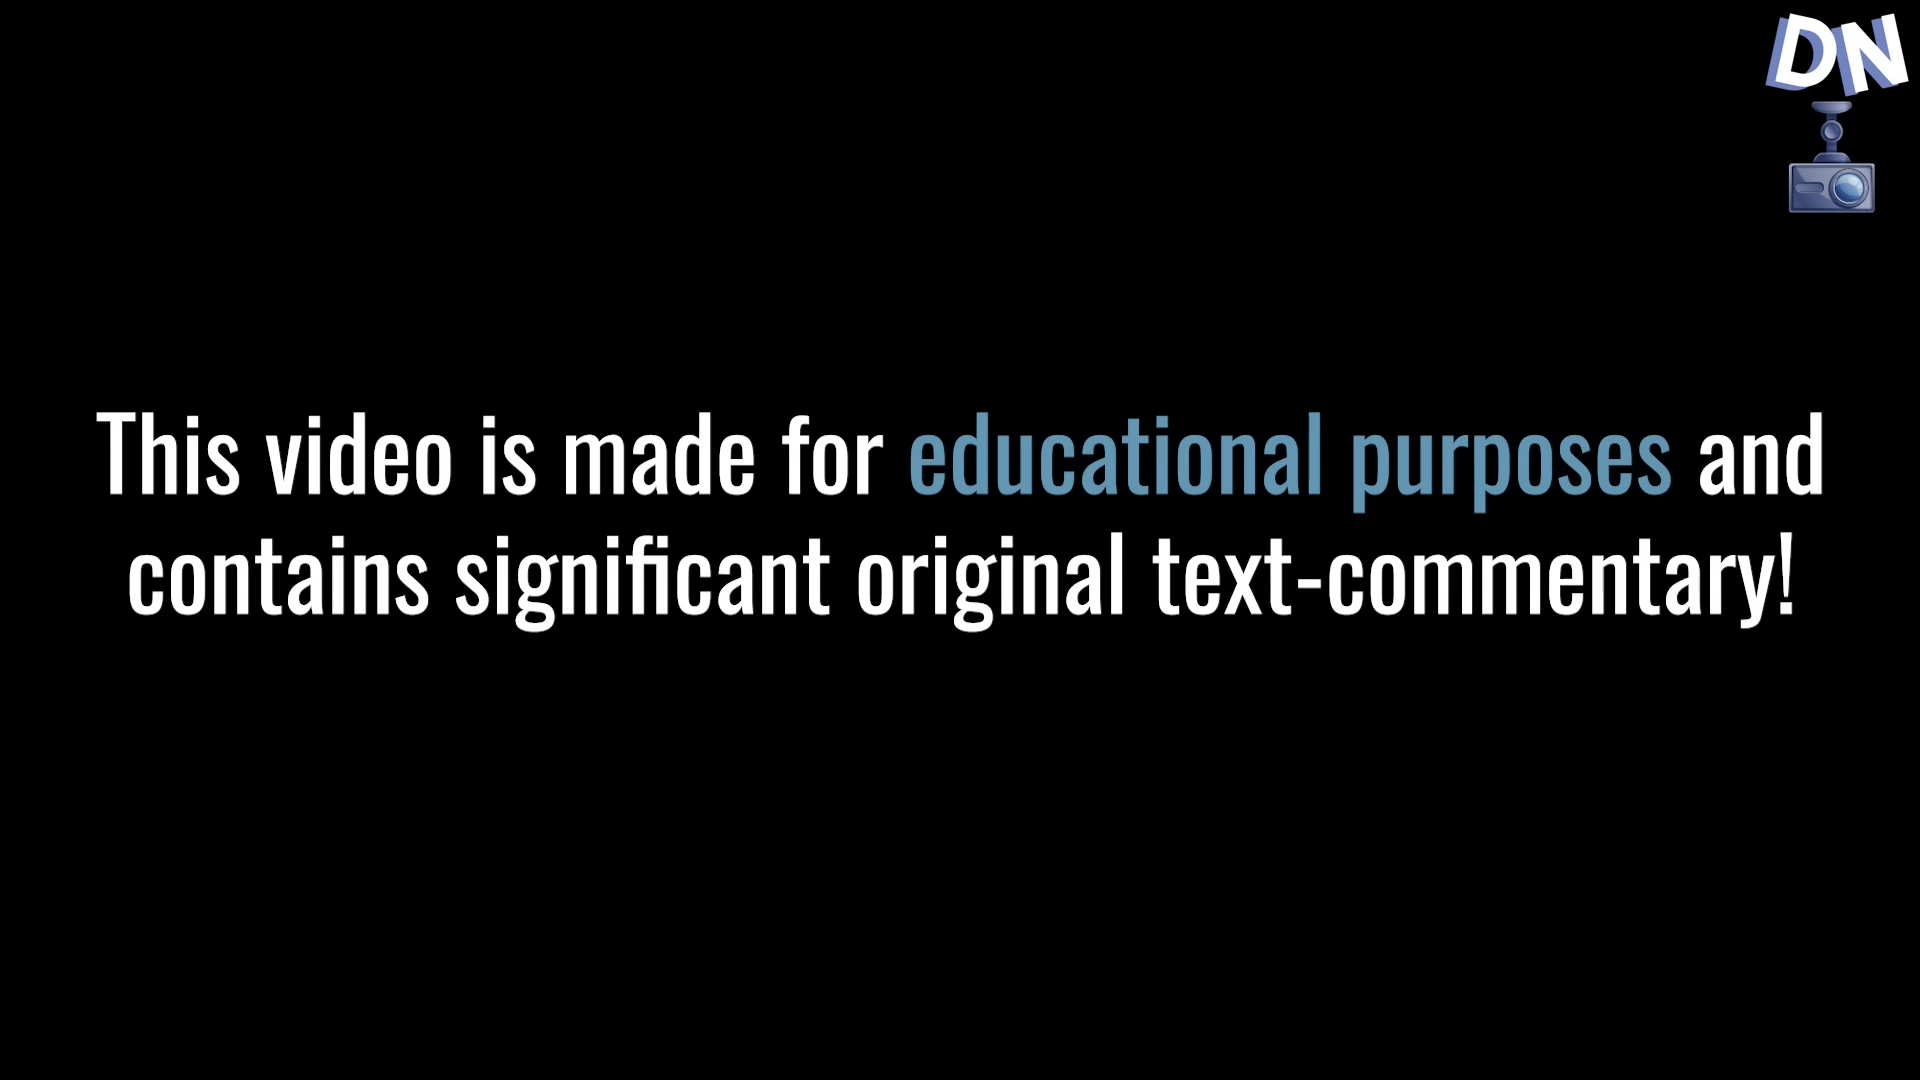 DN
This video is made for educational purposes and
contains significant original text-commentary!